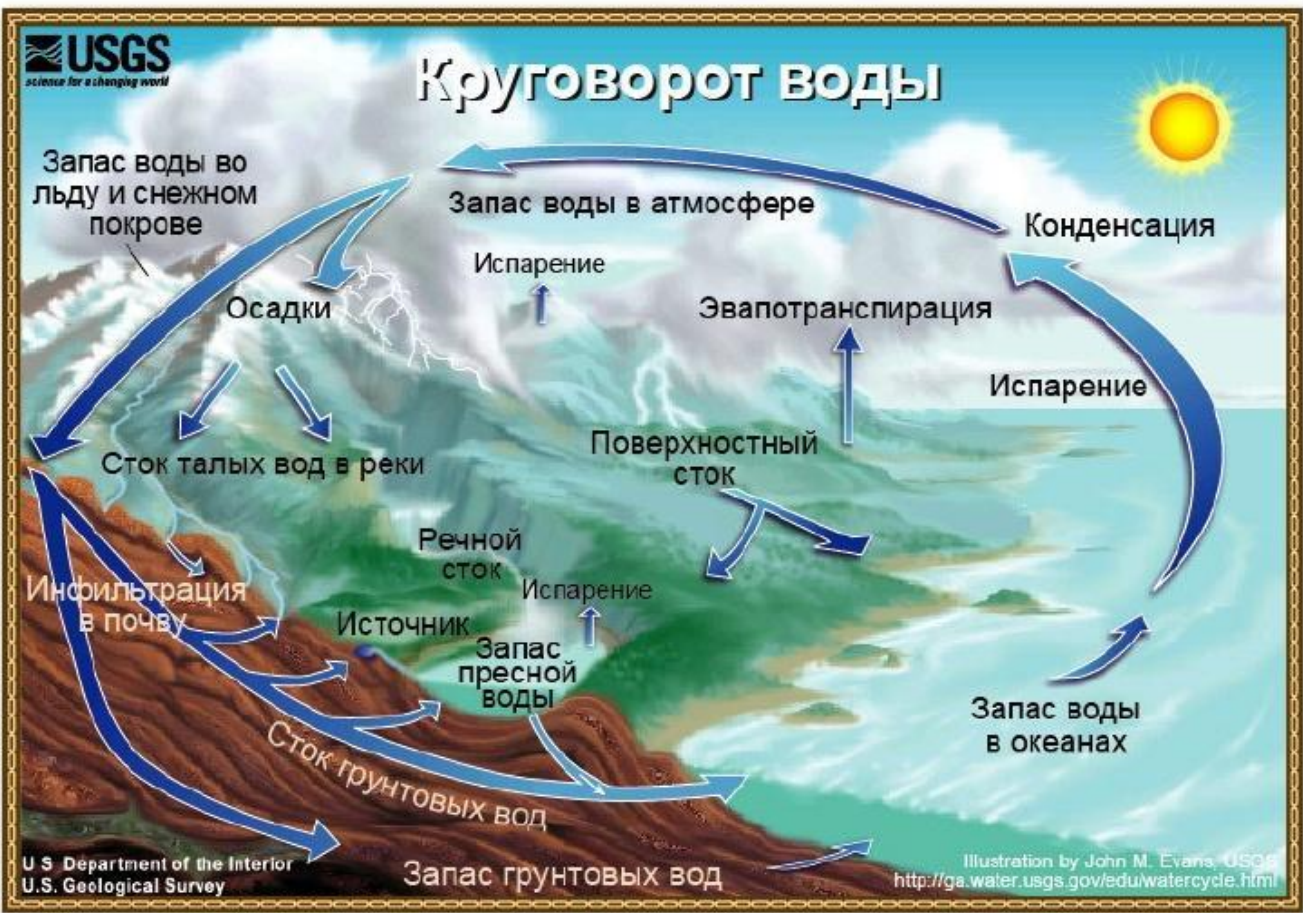 USGS
science for a changing world
Круговорот воды
Запас воды во
льду и снежном
покрове
Запас воды в атмосфере
Конденсация
Испарение
Осадки
Эвапотранспирация
Испарение
Сток талых вод в реки
Поверхностный
сток
Речной
сток
Инфильтрация
в почву
Испарение
Источник
Запас
пресной
воды
Запас воды
в океанах
Сток грунтовых вод
Запас грунтовых вод
U S Department of the Interior
U.S. Geological Survey
Illustration by John M. Evans, USGS
http://ga.water.usgs.gov/edu/watercycle.html